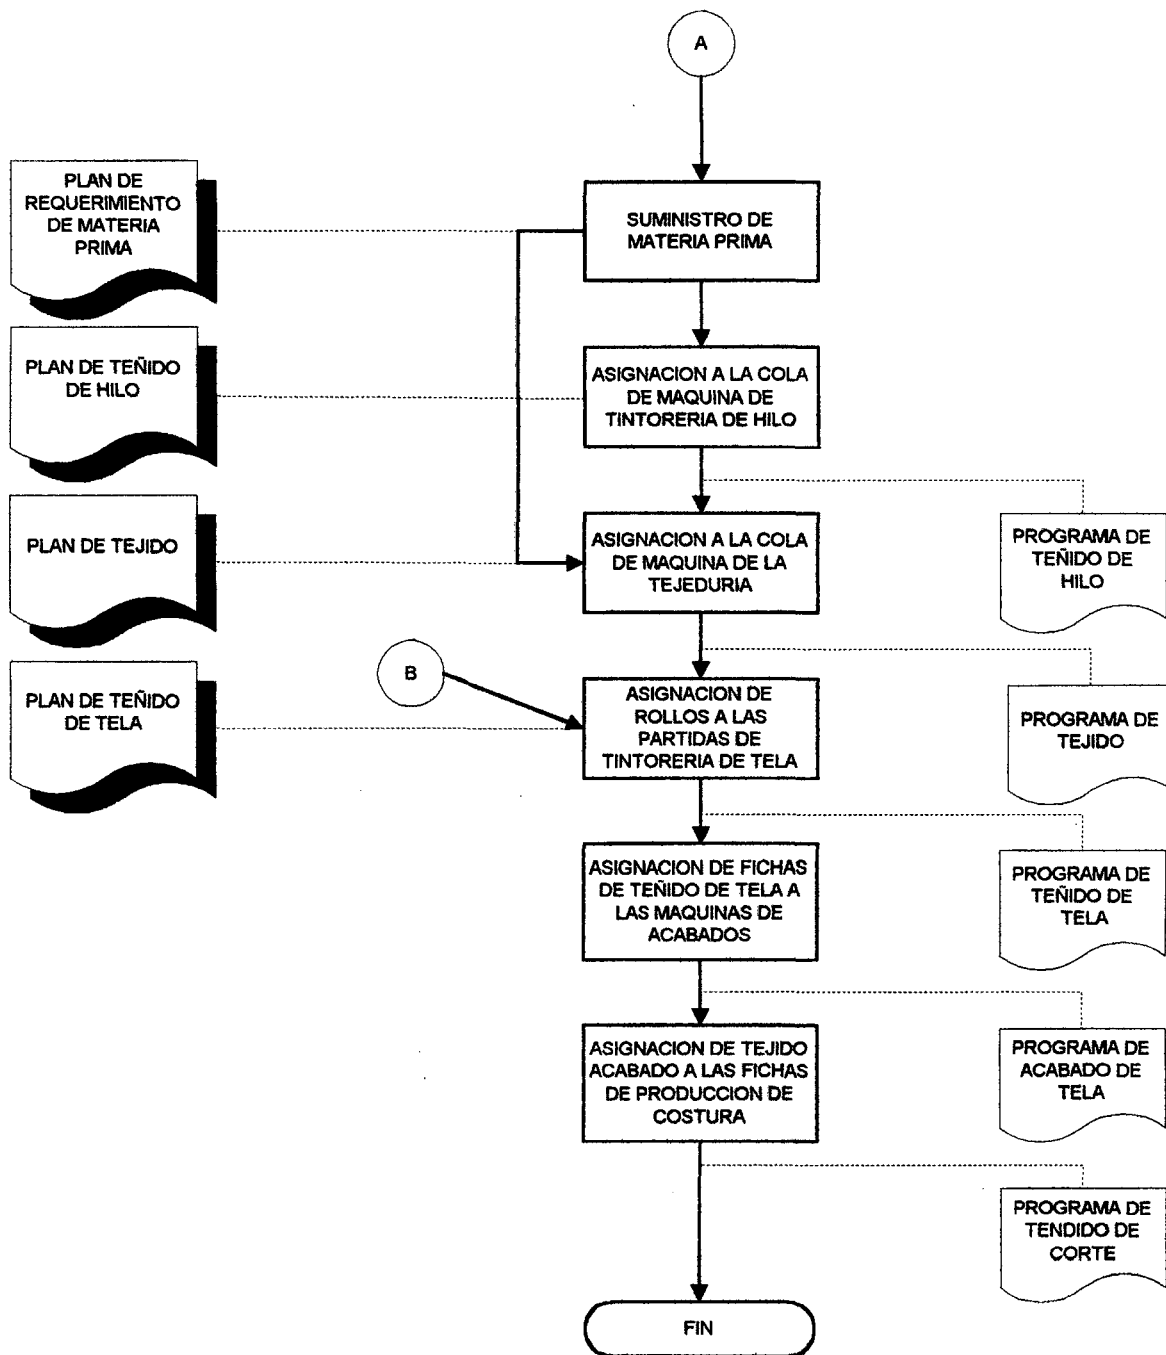 A
PLAN DE
REQUERIMIENTO
DE MATERIA
PRIMA
SUMINISTRO DE
MATERIA PRIMA
PLAN DE TEÑIDO
DE HILO
ASIGNACION A LA COLA
DE MAQUINA DE
TINTORERIA DE HILO
PLAN DE TEJIDO
ASIGNACION A LA COLA
DE MAQUINA DE LA
TEJEDURIA
PROGRAMA DE
TEÑIDO DE
HILO
B
PLAN DE TEÑIDO
DE TELA
ASIGNACION DE
ROLLOS A LAS
PARTIDAS DE
TINTORERIA DE TELA
PROGRAMA DE
TEJIDO
ASIGNACION DE FICHAS
DE TEÑIDO DE TELA A
LAS MAQUINAS DE
ACABADOS
PROGRAMA DE
TEÑIDO DE
TELA
ASIGNACION DE TEJIDO
ACABADO A LAS FICHAS
DE PRODUCCION DE
COSTURA
PROGRAMA DE
ACABADO DE
TELA
PROGRAMA DE
TENDIDO DE
CORTE
FIN